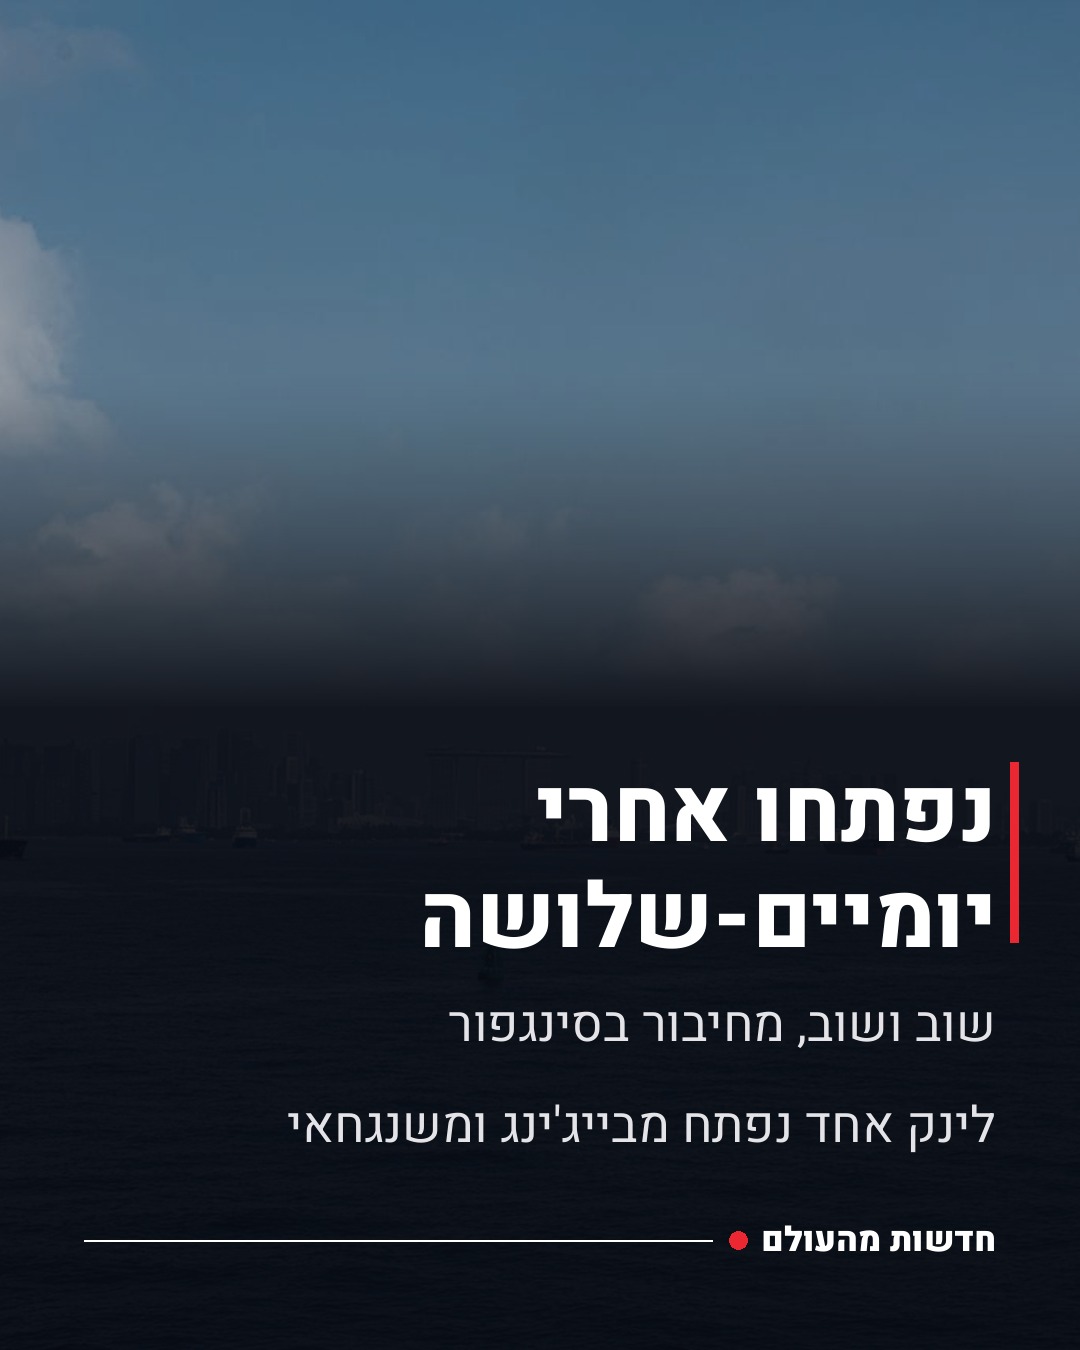 נפתחו אחרי
יומיים-שלושה
שוב ושוב, מחיבור בסינגפור
לינק אחד נפתח מבייג'ינג ומשנגחאי
חדשות מהעולם